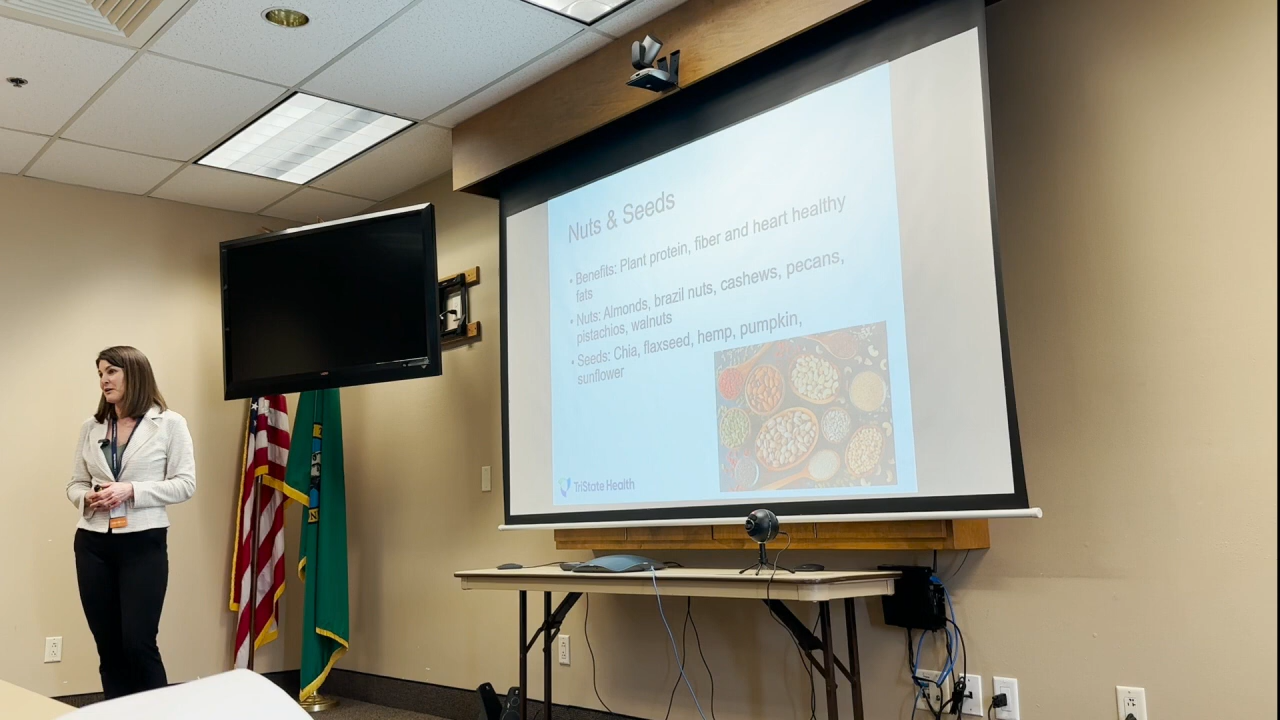 Nuts & Seeds
• Benefits: Plant protein, fiber and heart healthy
fats
• Nuts: Almonds, brazil nuts, cashews, pecans,
pistachios, walnuts
• Seeds: Chia, flaxseed, hemp, pumpkin,
sunflower
TriState Health